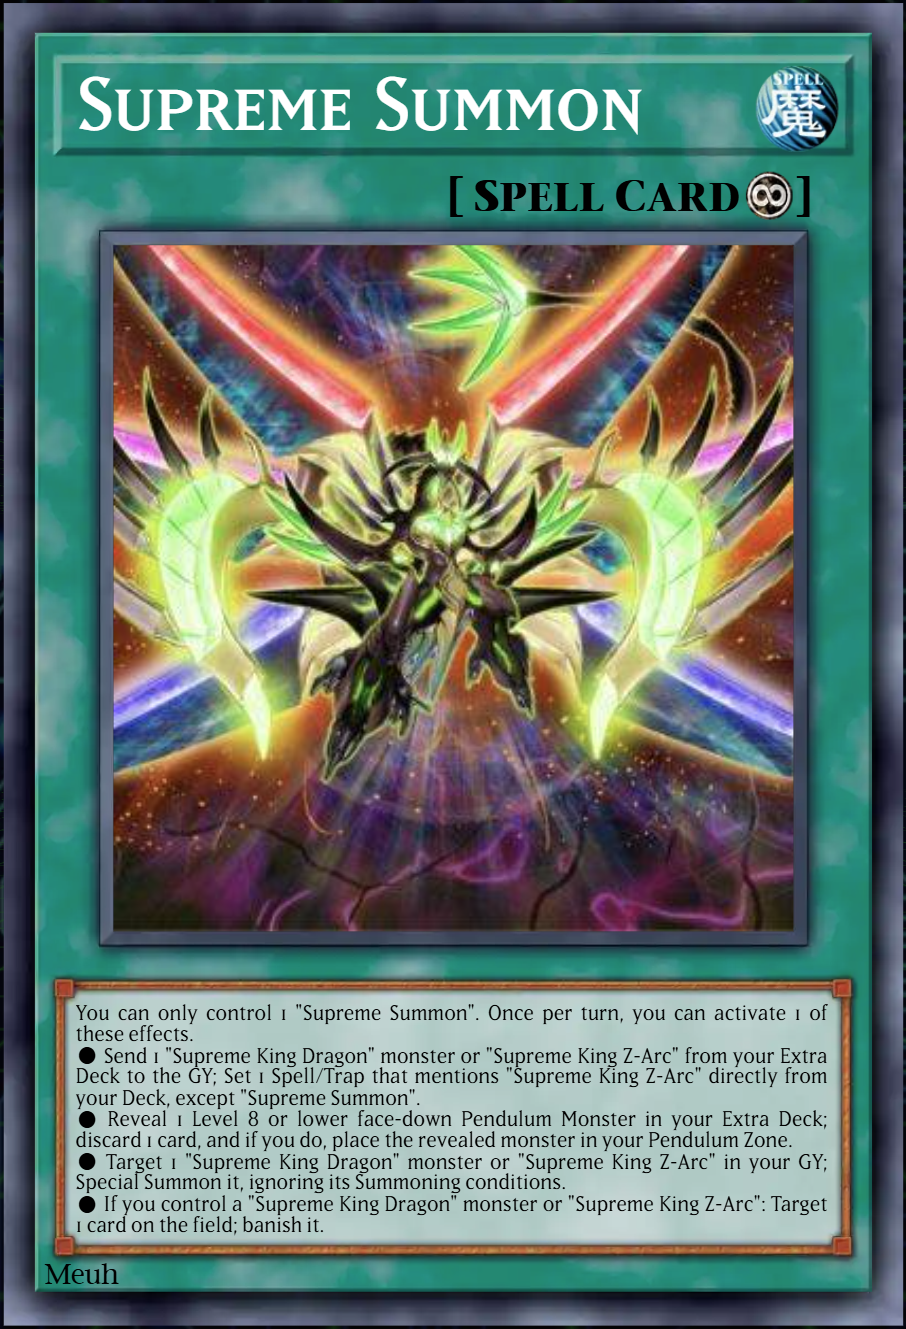 Supreme Summon
SPELL
魔
[ Spell Card ]
You can only control 1 "Supreme Summon". Once per turn, you can activate 1 of
these effects.
● Send 1 "Supreme King Dragon" monster or "Supreme King Z-Arc" from your Extra
Deck to the GY; Set 1 Spell/Trap that mentions "Supreme King Z-Arc" directly from
your Deck, except "Supreme Summon".
● Reveal 1 Level 8 or lower face-down Pendulum Monster in your Extra Deck;
discard 1 card, and if you do, place the revealed monster in your Pendulum Zone.
● Target 1 "Supreme King Dragon" monster or "Supreme King Z-Arc" in your GY;
Special Summon it, ignoring its Summoning conditions.
● If you control a "Supreme King Dragon" monster or "Supreme King Z-Arc": Target
1 card on the field; banish it.
Meuh